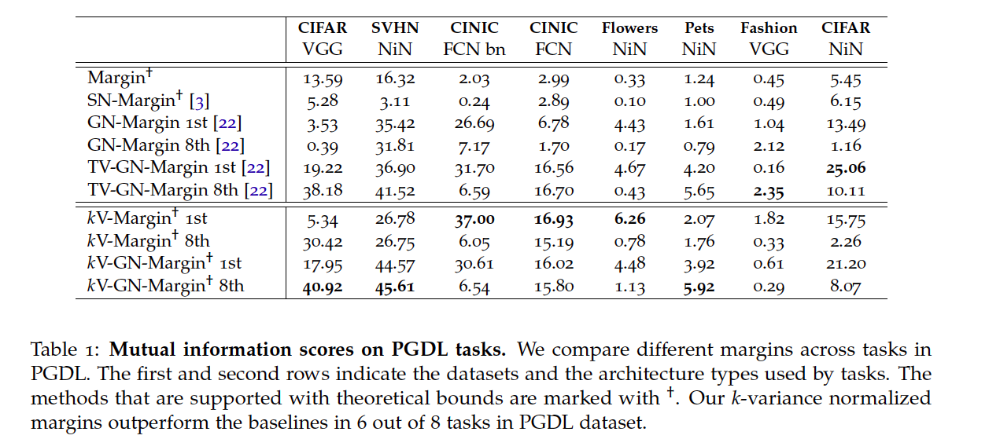 CIFAR SVHN CINIC CINIC Flowers Pets Fashion CIFAR
VGG NiN FCN bn FCN NiN NiN VGG NiN
Margin† 13.59 16.32 2.03 2.99 0.33 1.24 0.45 5.45
SN-Margin† [3] 5.28 3.11 0.24 2.89 0.10 1.00 0.49 6.15
GN-Margin 1st [22] 3.53 35.42 26.69 6.78 4.43 1.61 1.04 13.49
GN-Margin 8th [22] 0.39 31.81 7.17 1.70 0.17 0.79 2.12 1.16
TV-GN-Margin 1st [22] 19.22 36.90 31.70 16.56 4.67 4.20 0.16 25.06
TV-GN-Margin 8th [22] 38.18 41.52 6.59 16.70 0.43 5.65 2.35 10.11
kV-Margin† 1st 5.34 26.78 37.00 16.93 6.26 2.07 1.82 15.75
kV-Margin† 8th 30.42 26.75 6.05 15.19 0.78 1.76 0.33 2.26
kV-GN-Margin† 1st 17.95 44.57 30.61 16.02 4.48 3.92 0.61 21.20
kV-GN-Margin† 8th 40.92 45.61 6.54 15.80 1.13 5.92 0.29 8.07
Table 1: Mutual information scores on PGDL tasks. We compare different margins across tasks in
PGDL. The first and second rows indicate the datasets and the architecture types used by tasks. The
methods that are supported with theoretical bounds are marked with †. Our k-variance normalized
margins outperform the baselines in 6 out of 8 tasks in PGDL dataset.